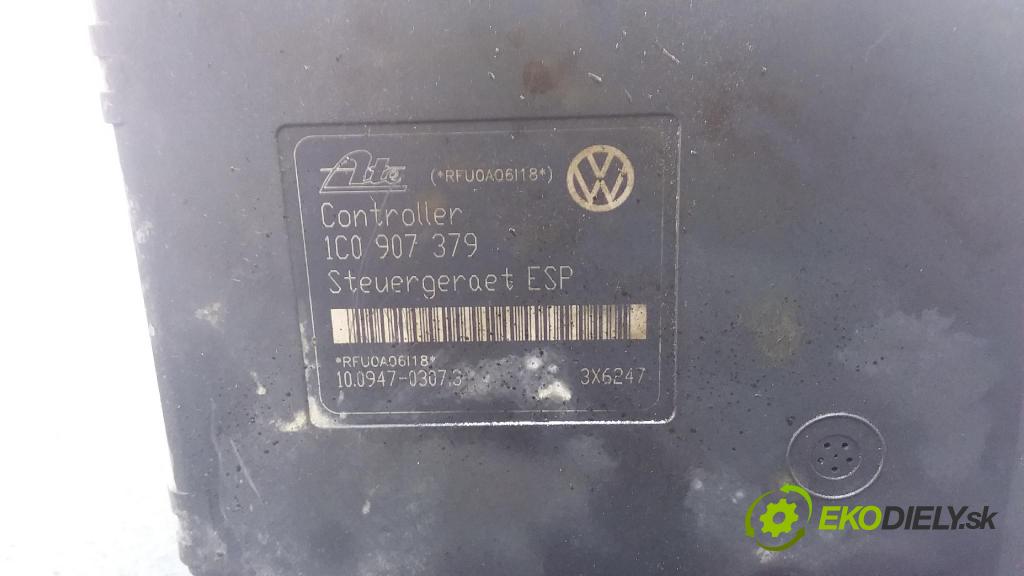 Ate (*RFU0A06I18*)
Controller
1C0 907 379
Steuergeraet ESP
*RFU0A06I18*
10.0947-0307.3 3X6247
EKODIELY.sk